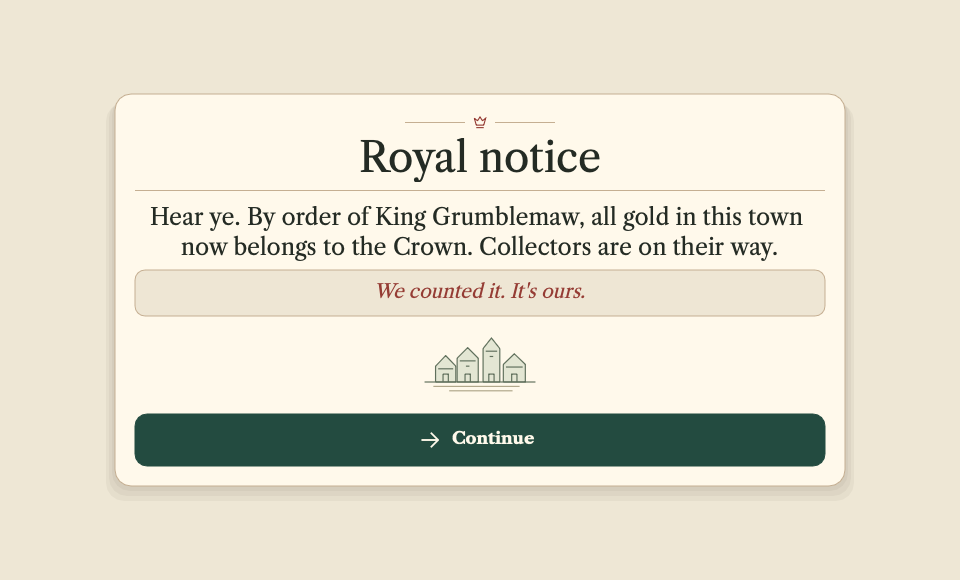 Royal notice
Hear ye. By order of King Grumblemaw, all gold in this town
now belongs to the Crown. Collectors are on their way.
We counted it. It's ours.
Continue